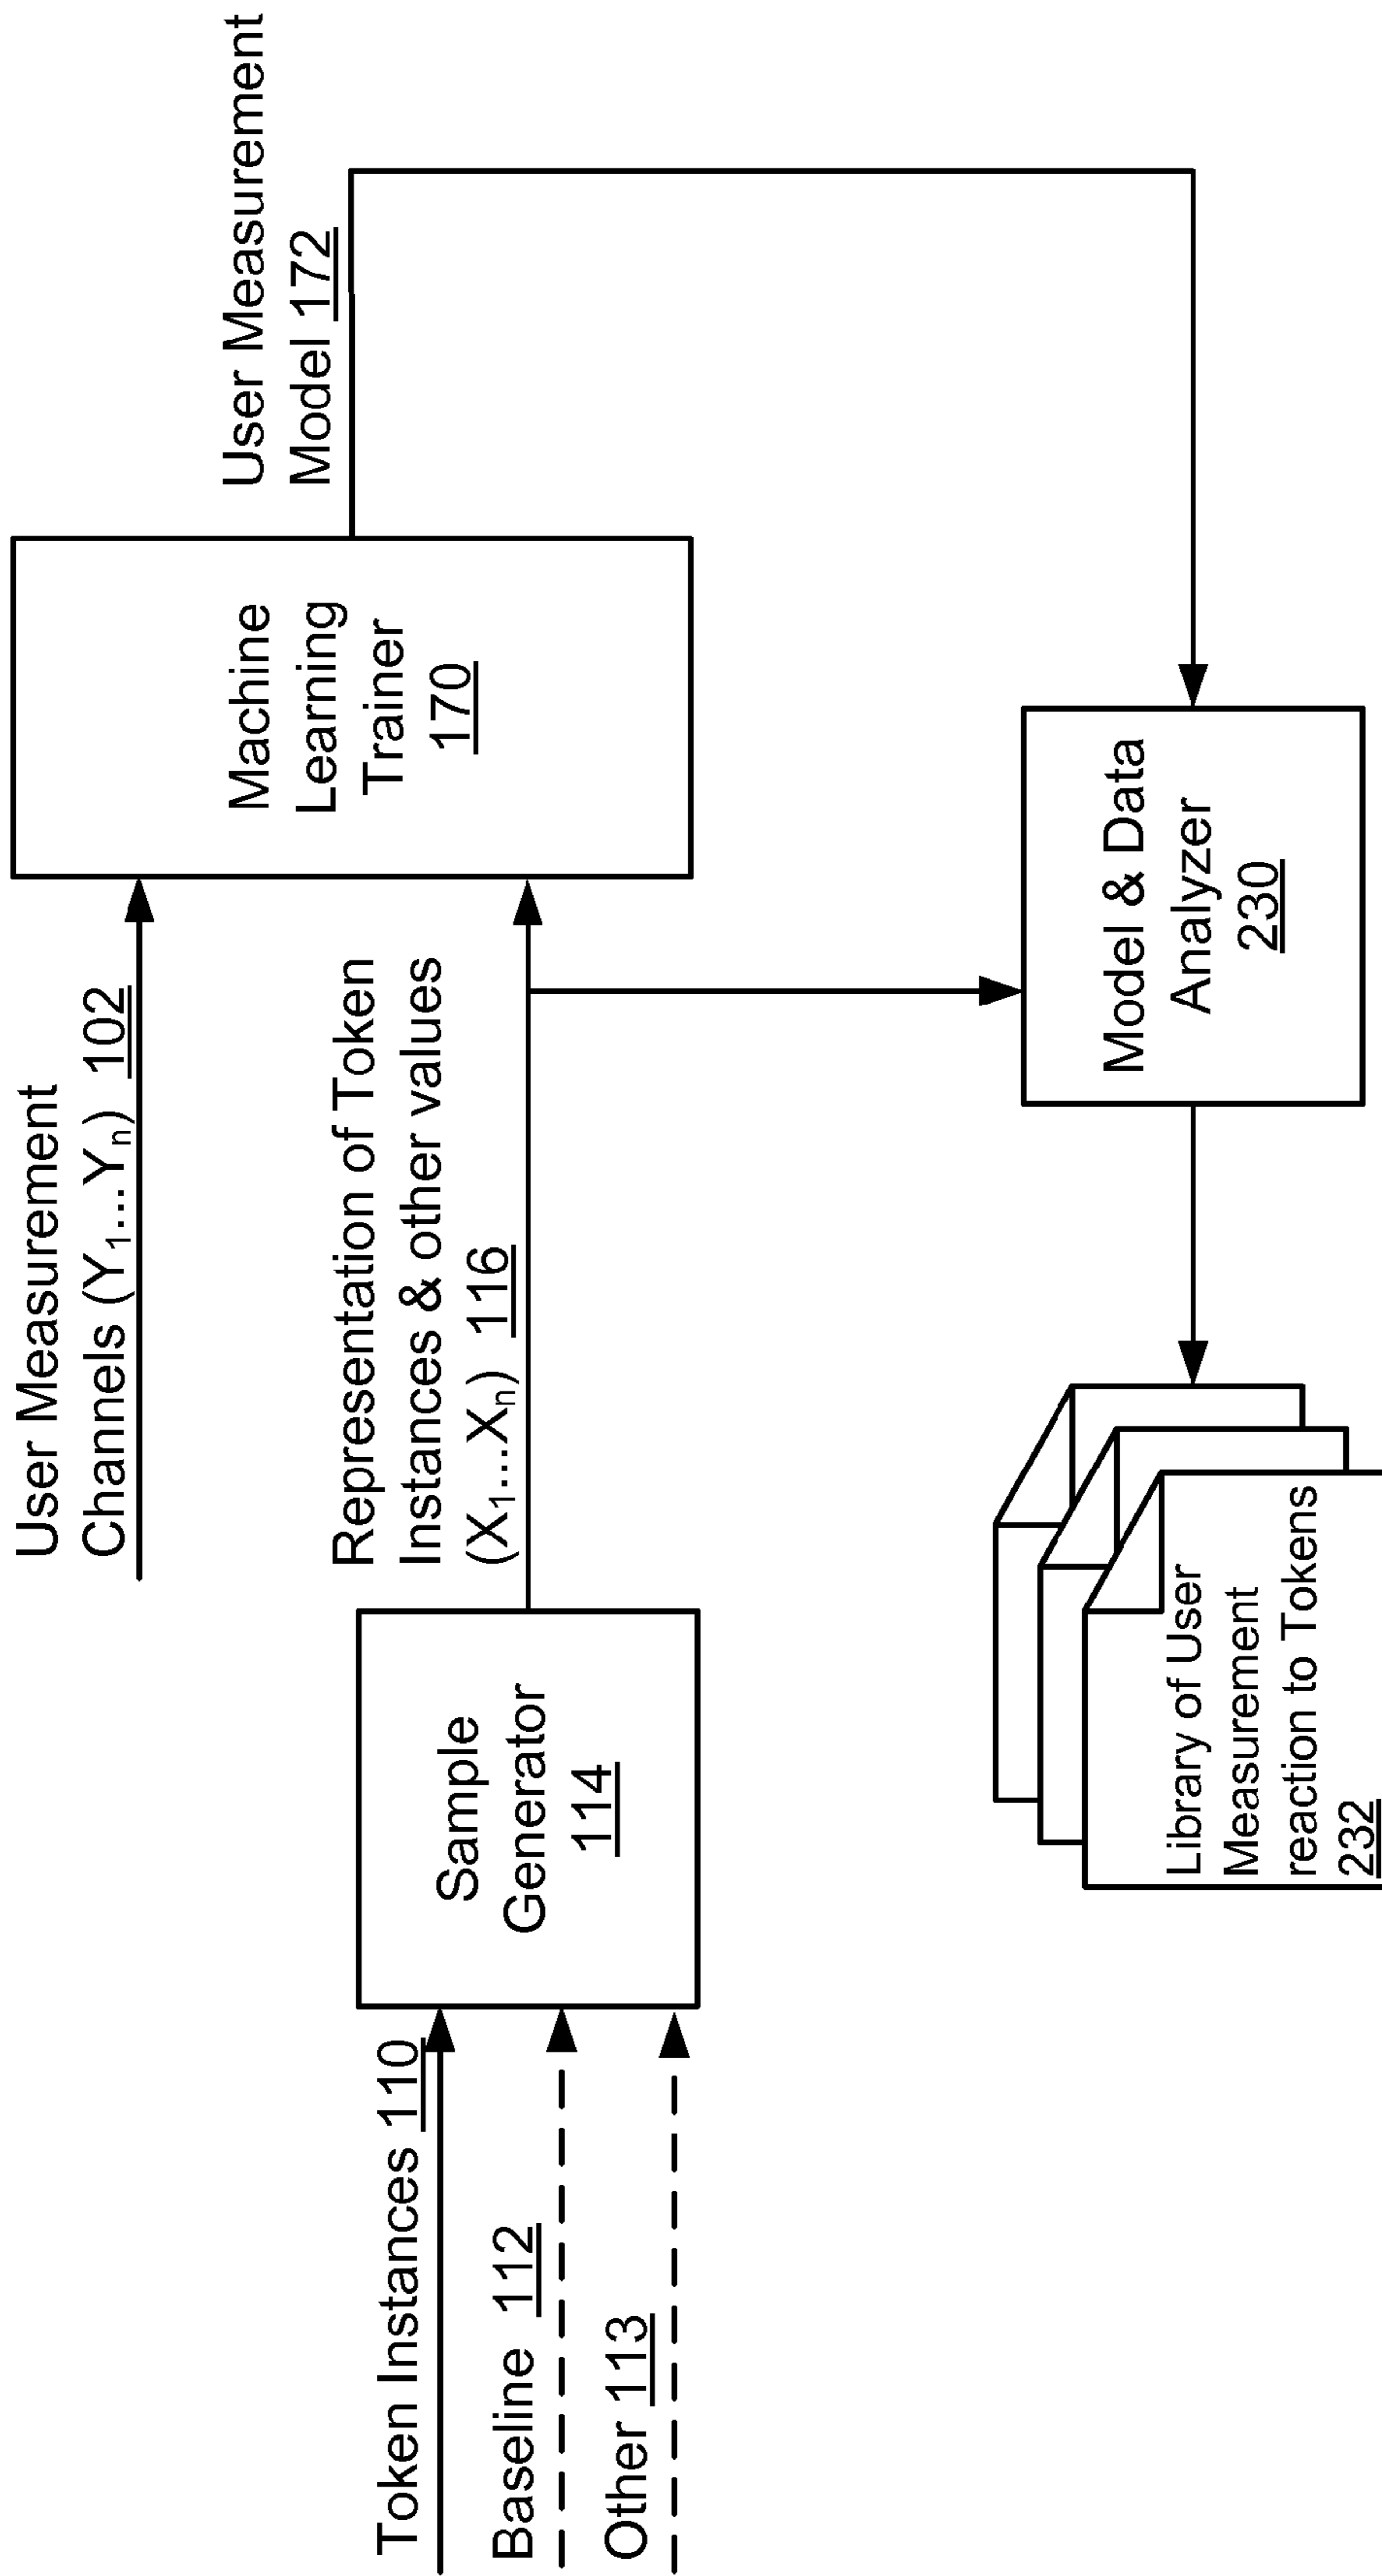 User Measurement
Channels (Y1...Yn) 102
User Measurement
Model 172
Machine
Learning
Trainer
170
Representation of Token
Instances & other values
(X1...Xn) 116
Token Instances 110
Baseline 112
Other 113
Sample
Generator
114
Model & Data
Analyzer
230
Library of User
Measurement
reaction to Tokens
232